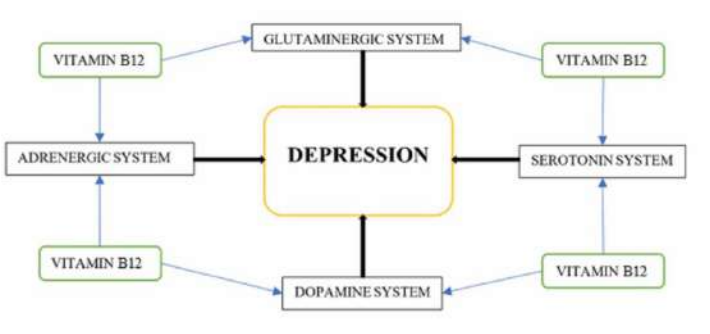 GLUTAMINERGIC SYSTEM
VITAMIN B12
VITAMIN B12
DEPRESSION
ADRENERGIC SYSTEM
SEROTONIN SYSTEM
VITAMIN B12
VITAMIN B12
DOPAMINE SYSTEM